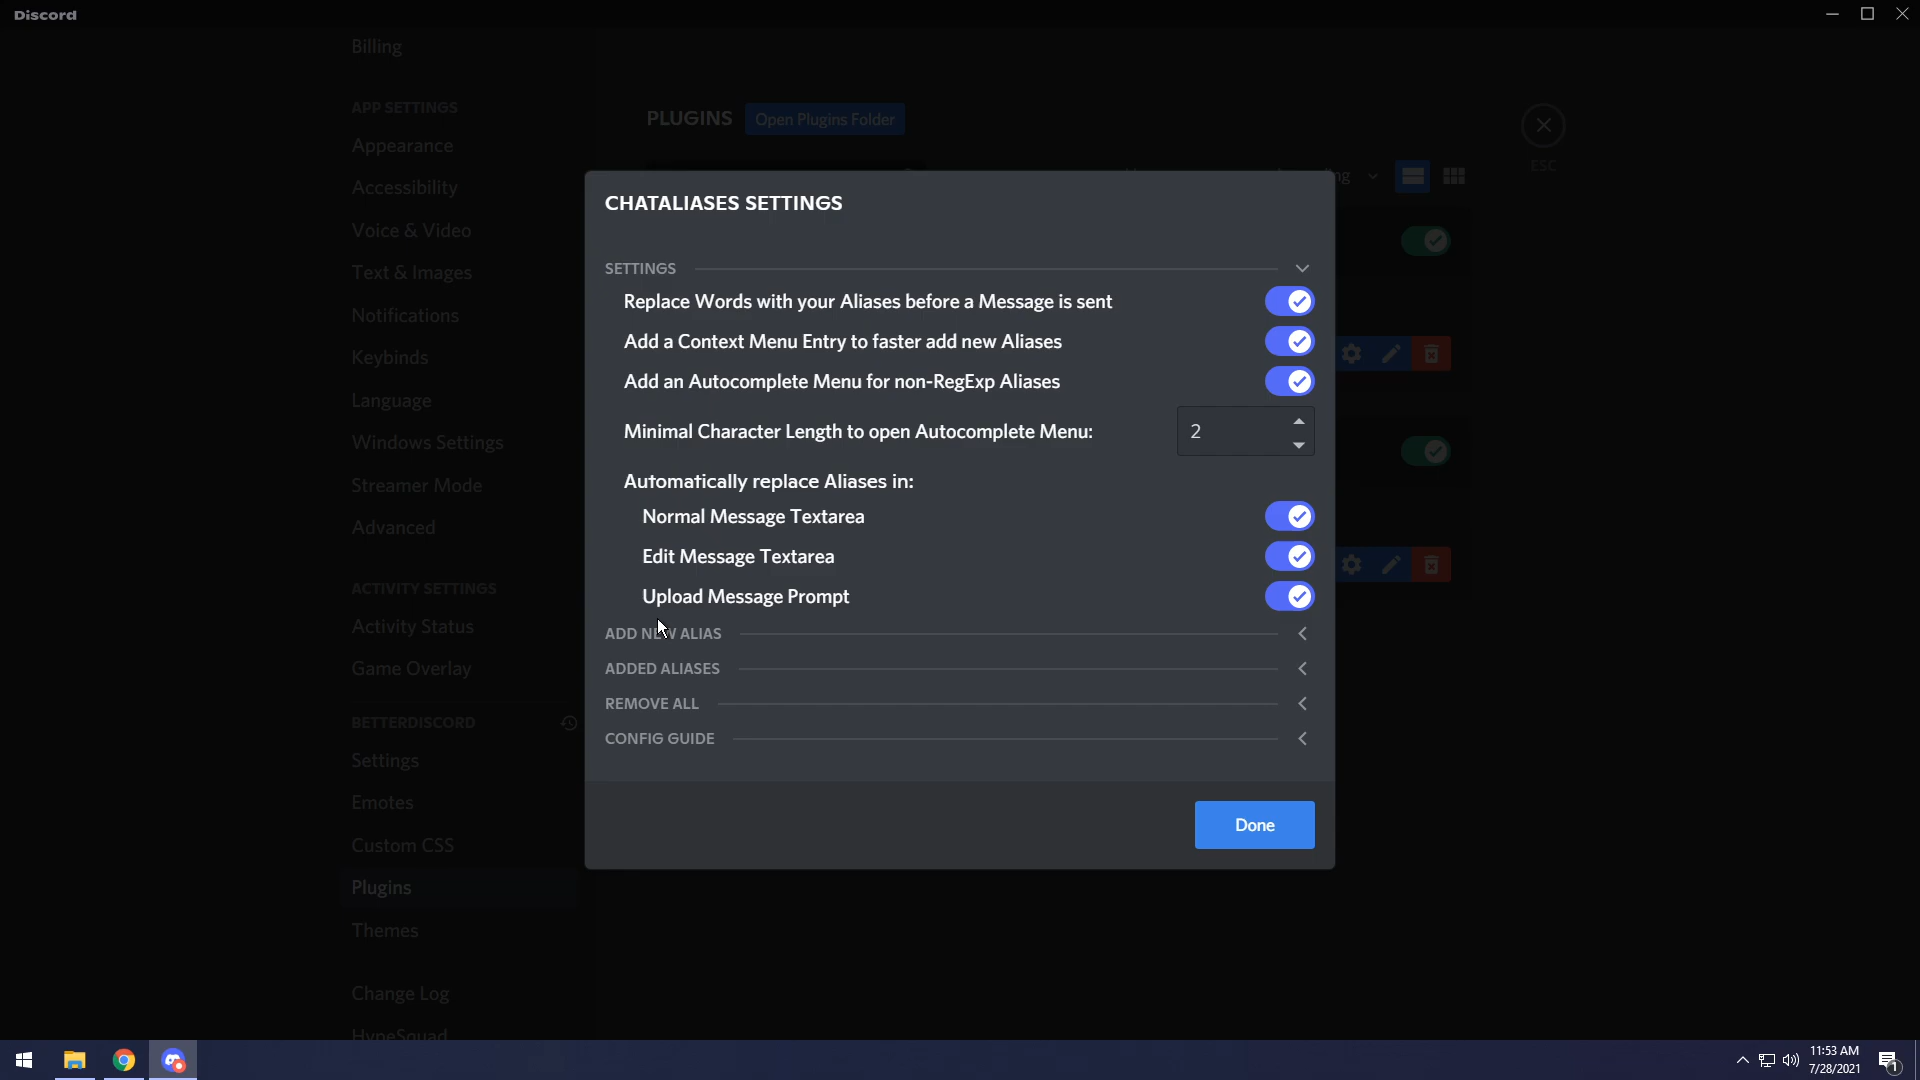 Discord
Billing
APP SETTINGS
Appearance
Accessibility
Voice & Video
Text & Images
Notifications
Keybinds
Language
Windows Settings
Streamer Mode
Advanced
ACTIVITY SETTINGS
Activity Status
Game Overlay
BETTERDISCORD
Settings
Emotes
Custom CSS
Plugins
Themes
Change Log
HypeSquad
PLUGINS Open Plugins Folder
ESC
CHATALIASES SETTINGS
SETTINGS
Replace Words with your Aliases before a Message is sent
Add a Context Menu Entry to faster add new Aliases
Add an Autocomplete Menu for non-RegExp Aliases
Minimal Character Length to open Autocomplete Menu: 2
Automatically replace Aliases in:
Normal Message Textarea
Edit Message Textarea
Upload Message Prompt
ADD NEW ALIAS
ADDED ALIASES
REMOVE ALL
CONFIG GUIDE
Done
11:53 AM
7/28/2021
1